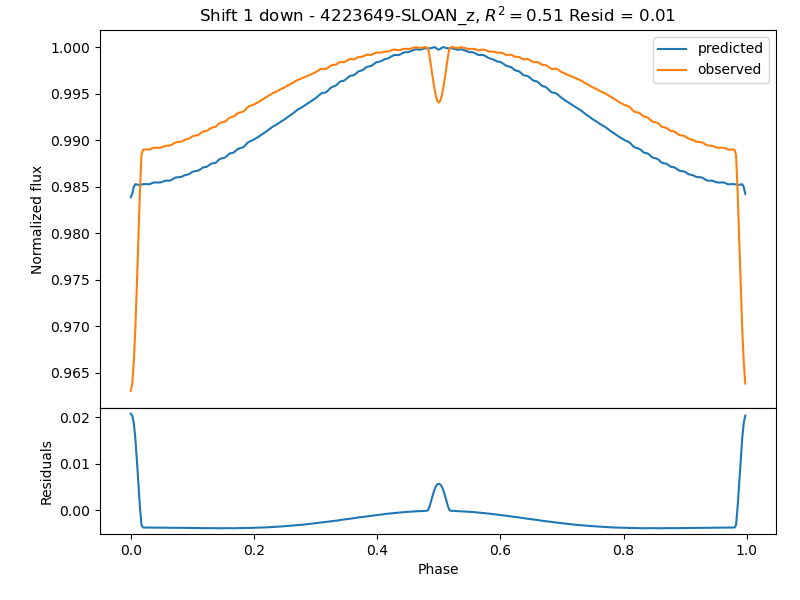 Shift 1 down - 4223649-SLOAN_z, R² = 0.51 Resid = 0.01
predicted
observed
Normalized flux
1.000
0.995
0.990
0.985
0.980
0.975
0.970
0.965
Residuals
0.02
0.01
0.00
0.0
0.2
0.4
0.6
0.8
1.0
Phase